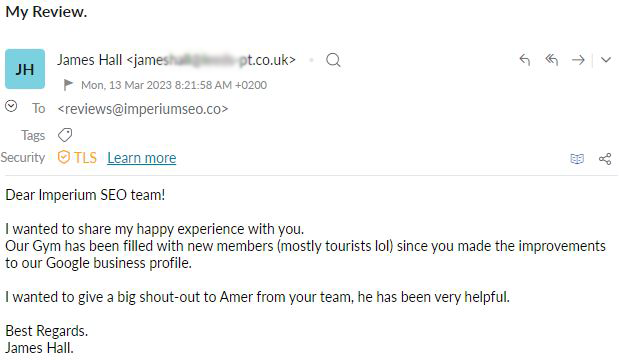 My Review.
JH
James Hall <james pt.co.uk>
Mon, 13 Mar 2023 8:21:58 AM +0200
To <reviews@imperiumseo.co>
Tags
Security TLS Learn more
Dear Imperium SEO team!
I wanted to share my happy experience with you.
Our Gym has been filled with new members (mostly tourists lol) since you made the improvements
to our Google business profile.
I wanted to give a big shout-out to Amer from your team, he has been very helpful.
Best Regards.
James Hall.